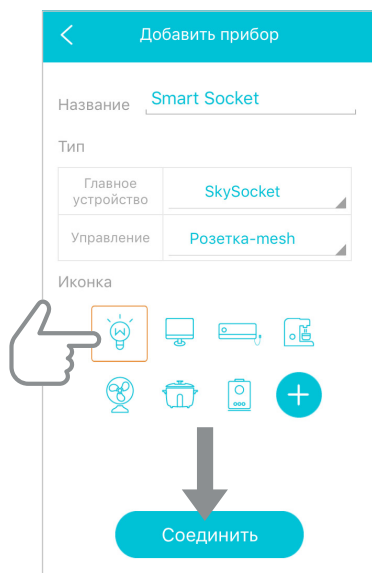 Добавить прибор
Название Smart Socket
Тип
Главное устройство SkySocket
Управление Розетка-mesh
Иконка
Соединить